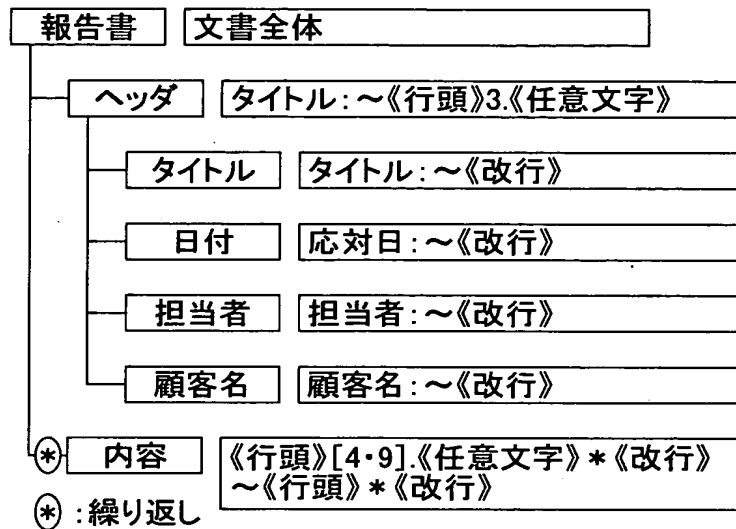 報告書 文書全体
ヘッダ タイトル:～《行頭》3.《任意文字》
タイトル タイトル:～《改行》
日付 応対日:～《改行》
担当者 担当者:～《改行》
顧客名 顧客名:～《改行》
* 内容 《行頭》[4・9].《任意文字》*《改行》
～《行頭》*《改行》
* :繰り返し